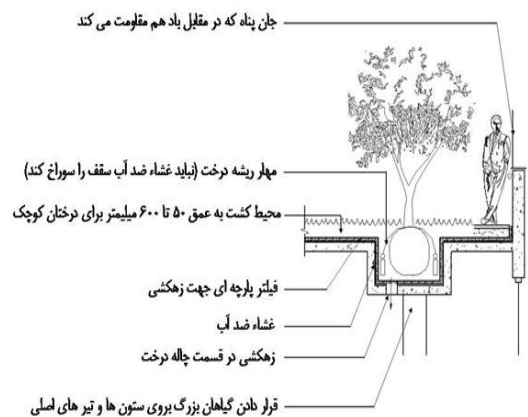 جان پناه که در مقابل باد هم مقاومت می کند
مهار ریشه درخت (نباید غشاء ضد آب سقف را سوراخ کند)
محیط کشت به عمق ۵۰ تا ۶۰۰ میلیمتر برای درختان کوچک
فیلتر پارچه ای جهت زهکشی
غشاء ضد آب
زهکشی در قسمت چاله درخت
قرار دادن گیاهان بزرگ بروی ستون ها و تیر های اصلی